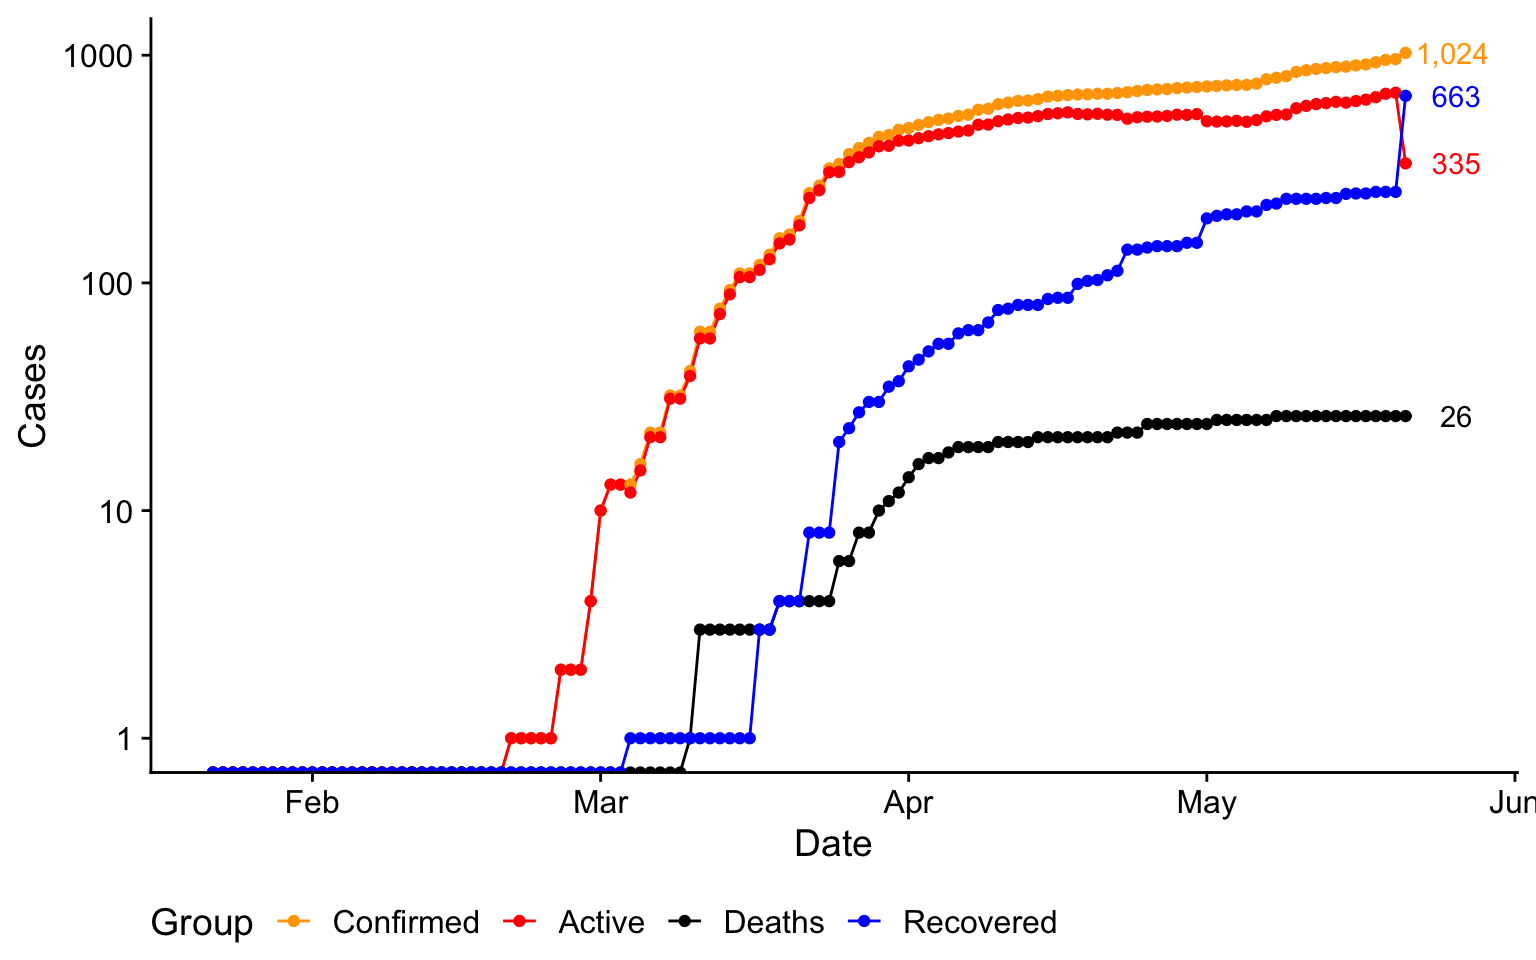 1000
100
10
1
Cases
1,024
663
335
26
Feb Mar Apr May Jun
Date
Group Confirmed Active Deaths Recovered